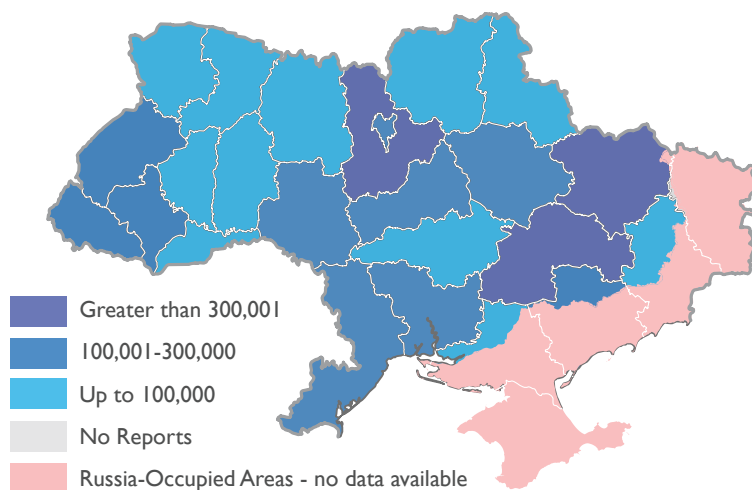 Greater than 300,001
100,001-300,000
Up to 100,000
No Reports
Russia-Occupied Areas - no data available